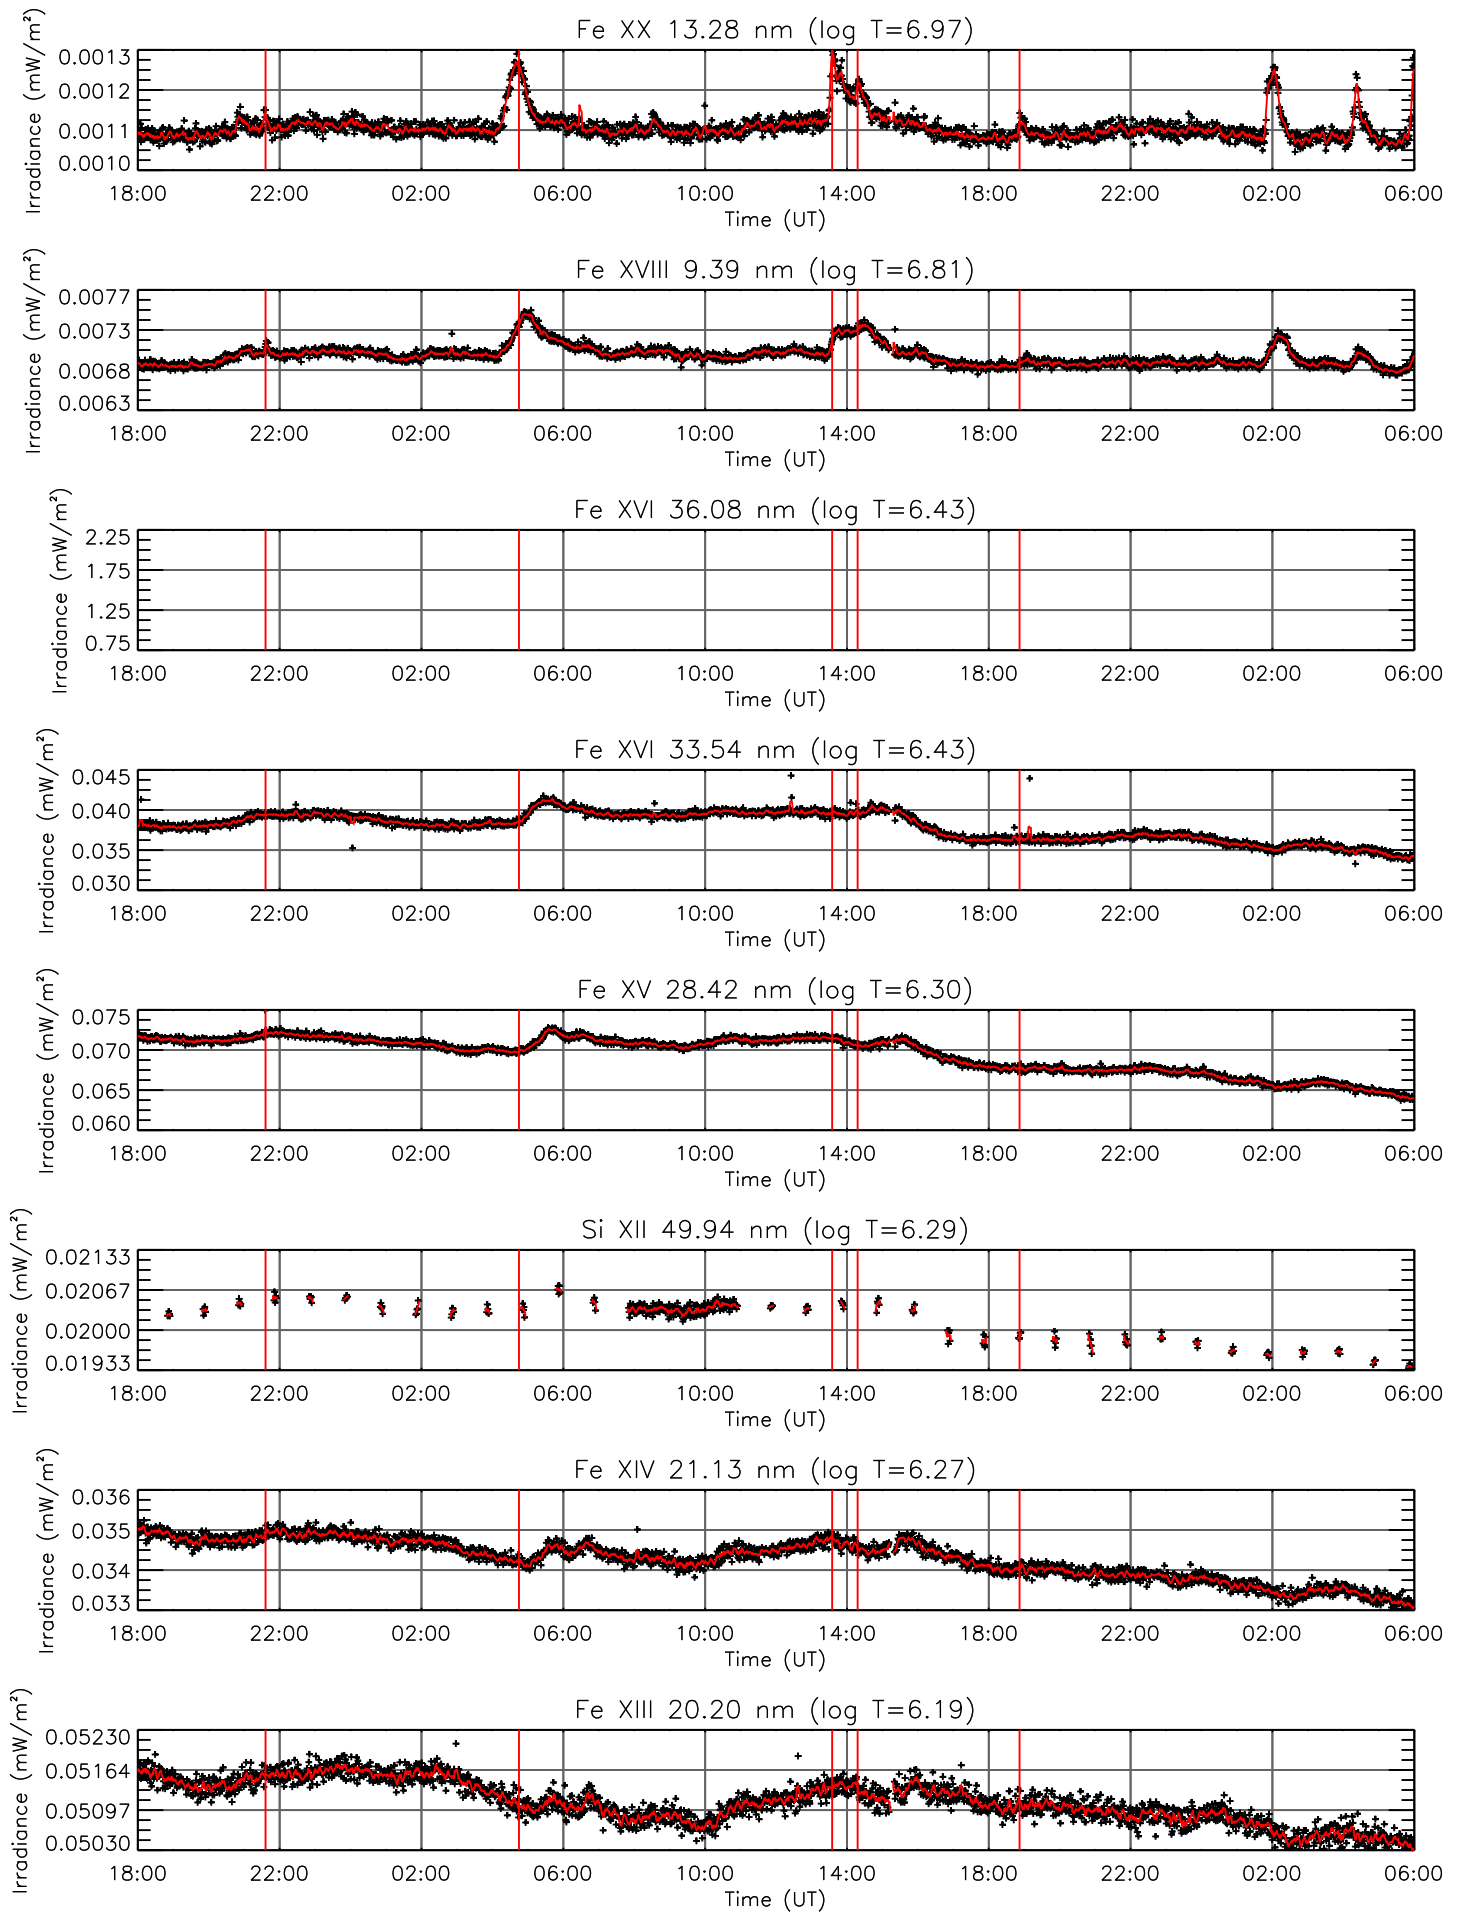 Fe XX 13.28 nm (log T=6.97)
Irradiance (mW/m²)
0.0013
0.0012
0.0011
0.0010
18:00 22:00 02:00 06:00 10:00 14:00 18:00 22:00 02:00 06:00
Time (UT)
Fe XVIII 9.39 nm (log T=6.81)
Irradiance (mW/m²)
0.0077
0.0073
0.0068
0.0063
18:00 22:00 02:00 06:00 10:00 14:00 18:00 22:00 02:00 06:00
Time (UT)
Fe XVI 36.08 nm (log T=6.43)
Irradiance (mW/m²)
2.25
1.75
1.25
0.75
18:00 22:00 02:00 06:00 10:00 14:00 18:00 22:00 02:00 06:00
Time (UT)
Fe XVI 33.54 nm (log T=6.43)
Irradiance (mW/m²)
0.045
0.040
0.035
0.030
18:00 22:00 02:00 06:00 10:00 14:00 18:00 22:00 02:00 06:00
Time (UT)
Fe XV 28.42 nm (log T=6.30)
Irradiance (mW/m²)
0.075
0.070
0.065
0.060
18:00 22:00 02:00 06:00 10:00 14:00 18:00 22:00 02:00 06:00
Time (UT)
Si XII 49.94 nm (log T=6.29)
Irradiance (mW/m²)
0.02133
0.02067
0.02000
0.01933
18:00 22:00 02:00 06:00 10:00 14:00 18:00 22:00 02:00 06:00
Time (UT)
Fe XIV 21.13 nm (log T=6.27)
Irradiance (mW/m²)
0.036
0.035
0.034
0.033
18:00 22:00 02:00 06:00 10:00 14:00 18:00 22:00 02:00 06:00
Time (UT)
Fe XIII 20.20 nm (log T=6.19)
Irradiance (mW/m²)
0.05230
0.05164
0.05097
0.05030
18:00 22:00 02:00 06:00 10:00 14:00 18:00 22:00 02:00 06:00
Time (UT)